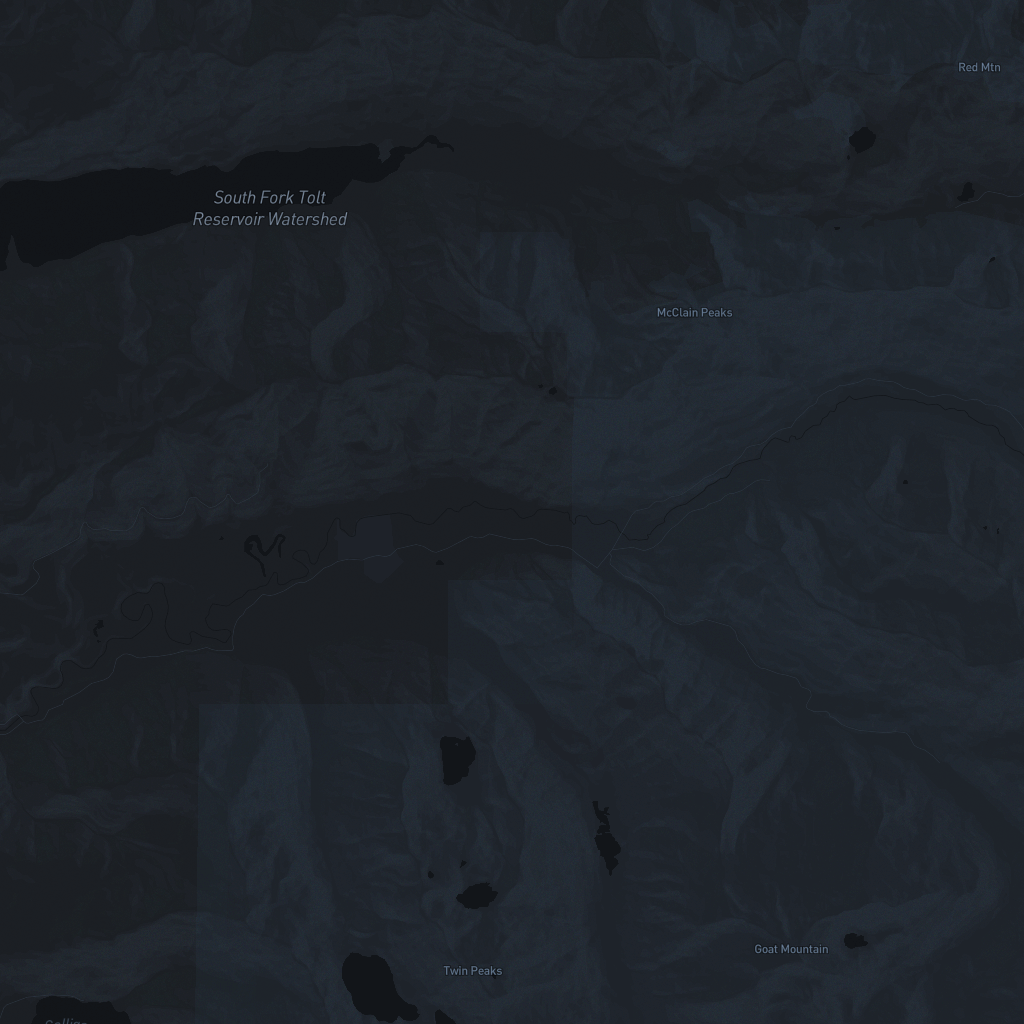 Red Mtn
South Fork Tolt
Reservoir Watershed
McClain Peaks
Goat Mountain
Twin Peaks